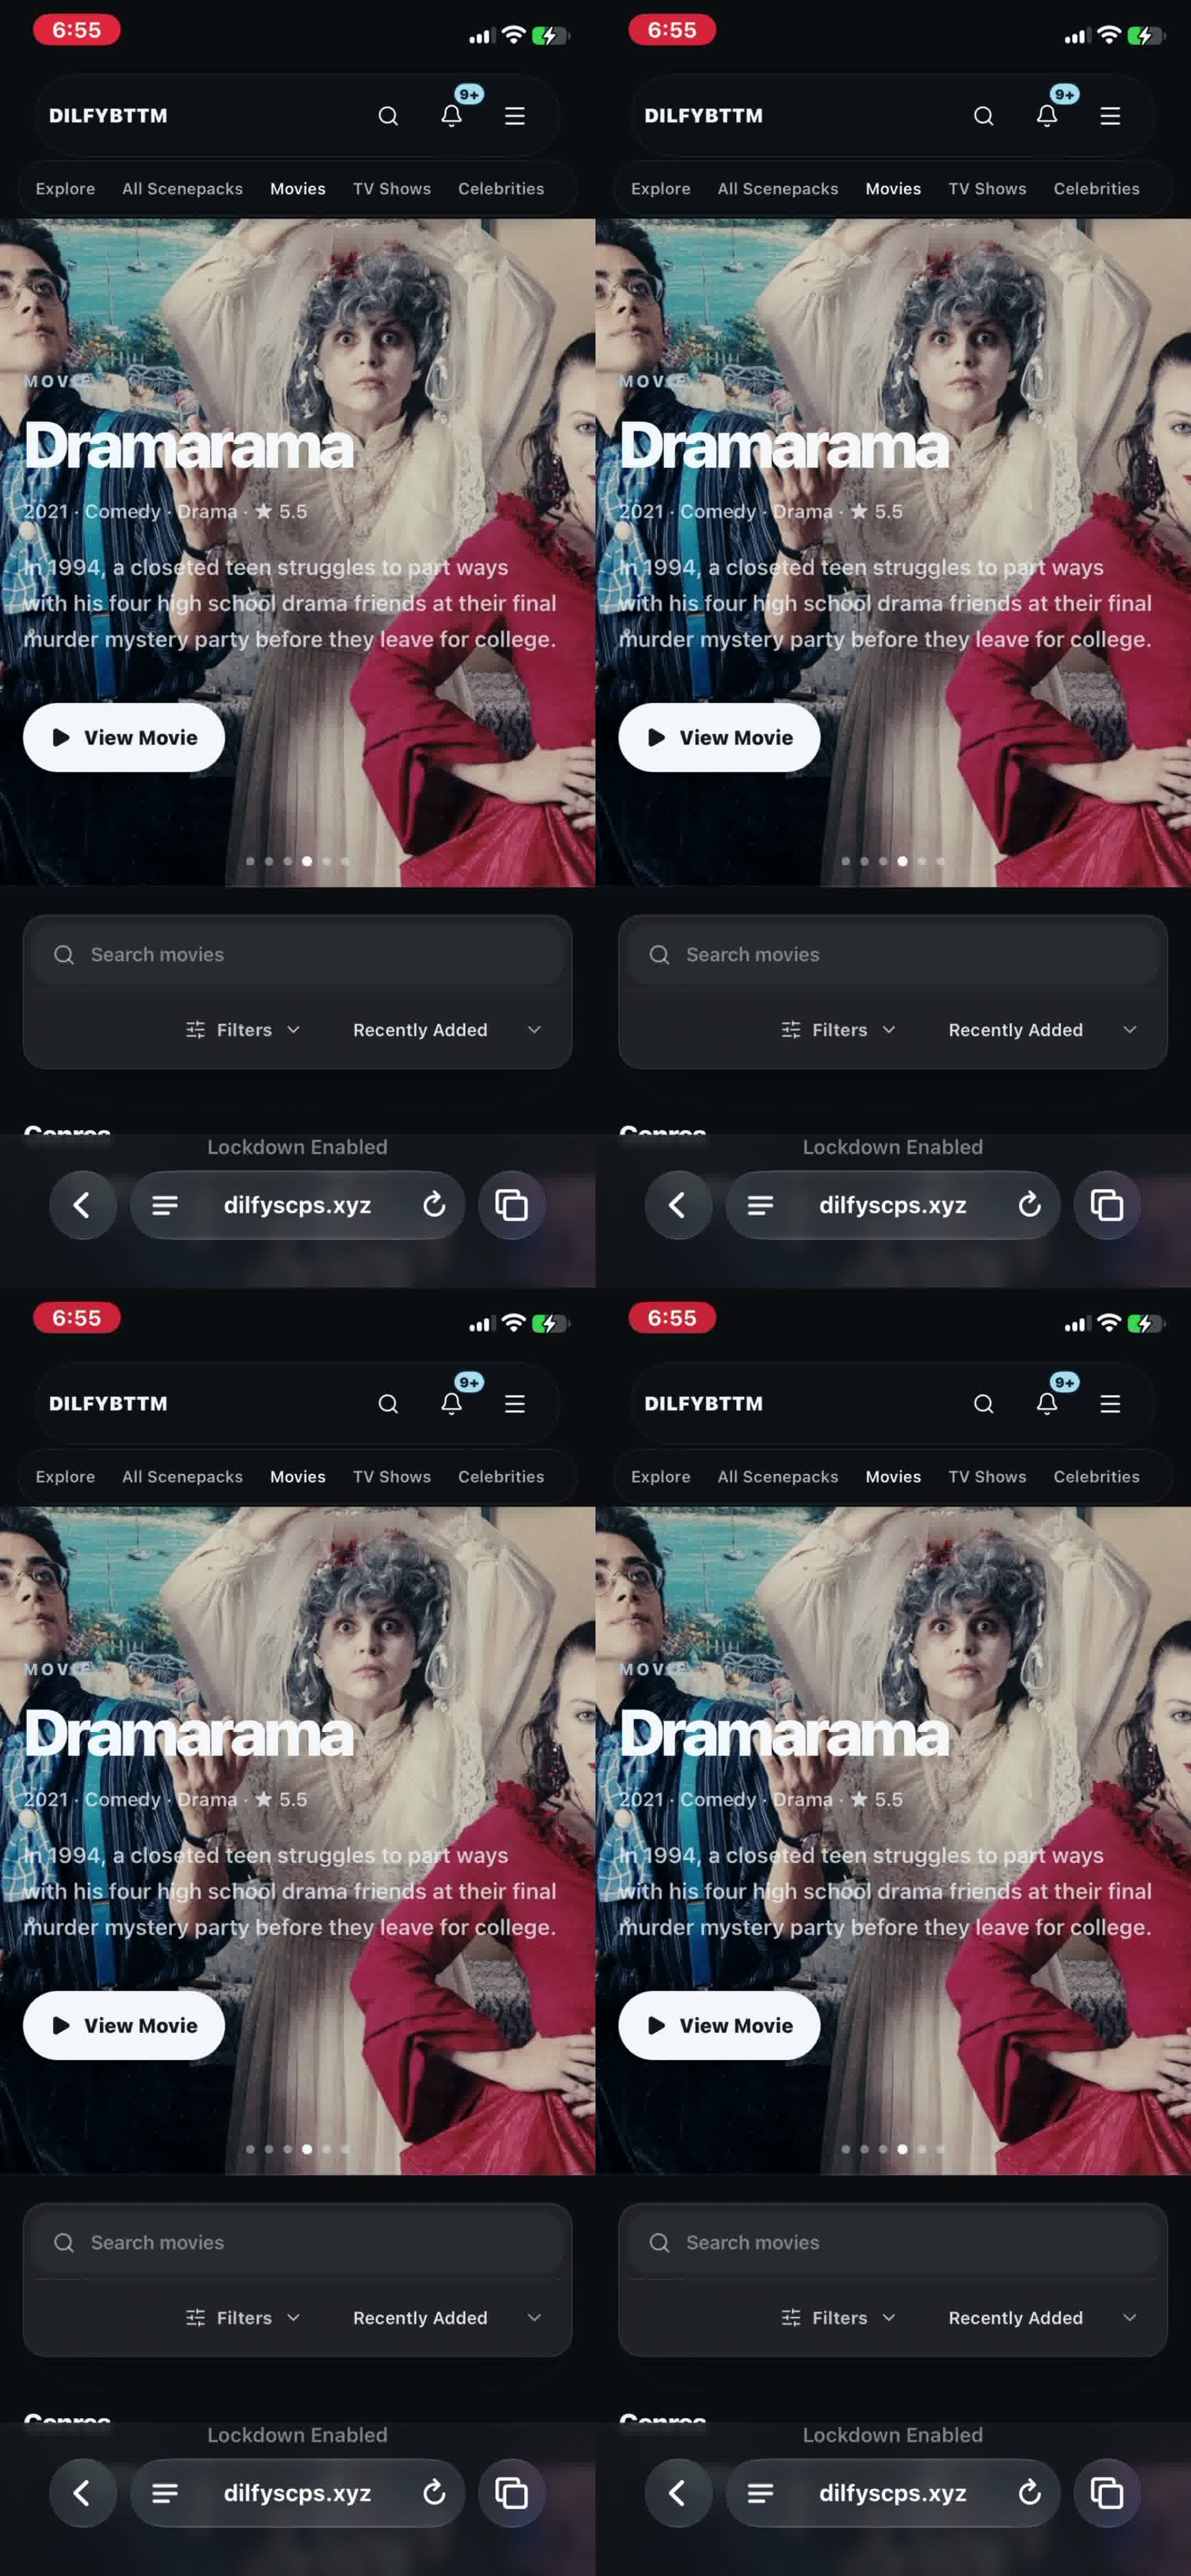 6:55
9+
DILFYBTTM
Explore All Scenepacks Movies TV Shows Celebrities
MOVIE
Dramarama
2021 · Comedy · Drama · ★ 5.5
In 1994, a closeted teen struggles to part ways
with his four high school drama friends at their final
murder mystery party before they leave for college.
View Movie
Search movies
Filters Recently Added
Genres
Lockdown Enabled
dilfyscps.xyz
6:55
9+
DILFYBTTM
Explore All Scenepacks Movies TV Shows Celebrities
MOVIE
Dramarama
2021 · Comedy · Drama · ★ 5.5
In 1994, a closeted teen struggles to part ways
with his four high school drama friends at their final
murder mystery party before they leave for college.
View Movie
Search movies
Filters Recently Added
Genres
Lockdown Enabled
dilfyscps.xyz
6:55
9+
DILFYBTTM
Explore All Scenepacks Movies TV Shows Celebrities
MOVIE
Dramarama
2021 · Comedy · Drama · ★ 5.5
In 1994, a closeted teen struggles to part ways
with his four high school drama friends at their final
murder mystery party before they leave for college.
View Movie
Search movies
Filters Recently Added
Genres
Lockdown Enabled
dilfyscps.xyz
6:55
9+
DILFYBTTM
Explore All Scenepacks Movies TV Shows Celebrities
MOVIE
Dramarama
2021 · Comedy · Drama · ★ 5.5
In 1994, a closeted teen struggles to part ways
with his four high school drama friends at their final
murder mystery party before they leave for college.
View Movie
Search movies
Filters Recently Added
Genres
Lockdown Enabled
dilfyscps.xyz